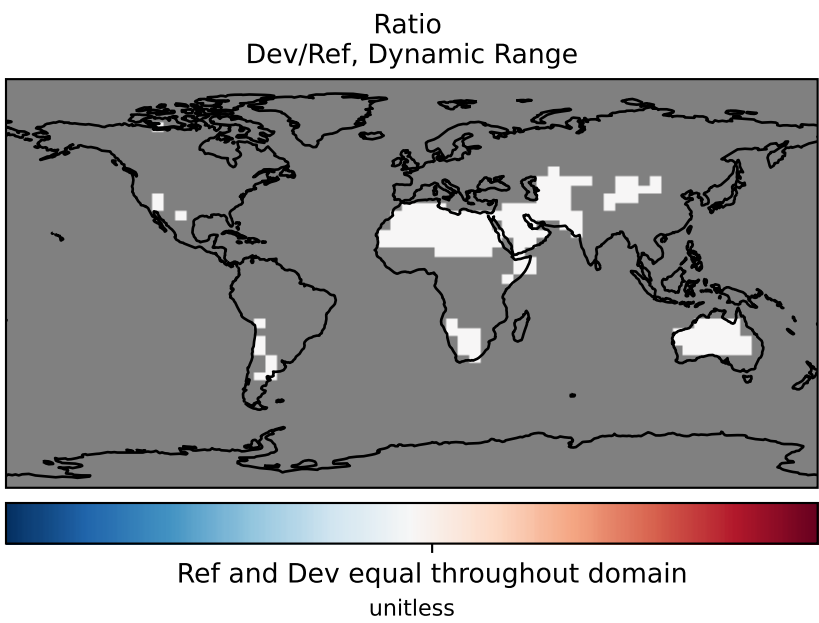 Ratio
Dev/Ref, Dynamic Range
Ref and Dev equal throughout domain
unitless